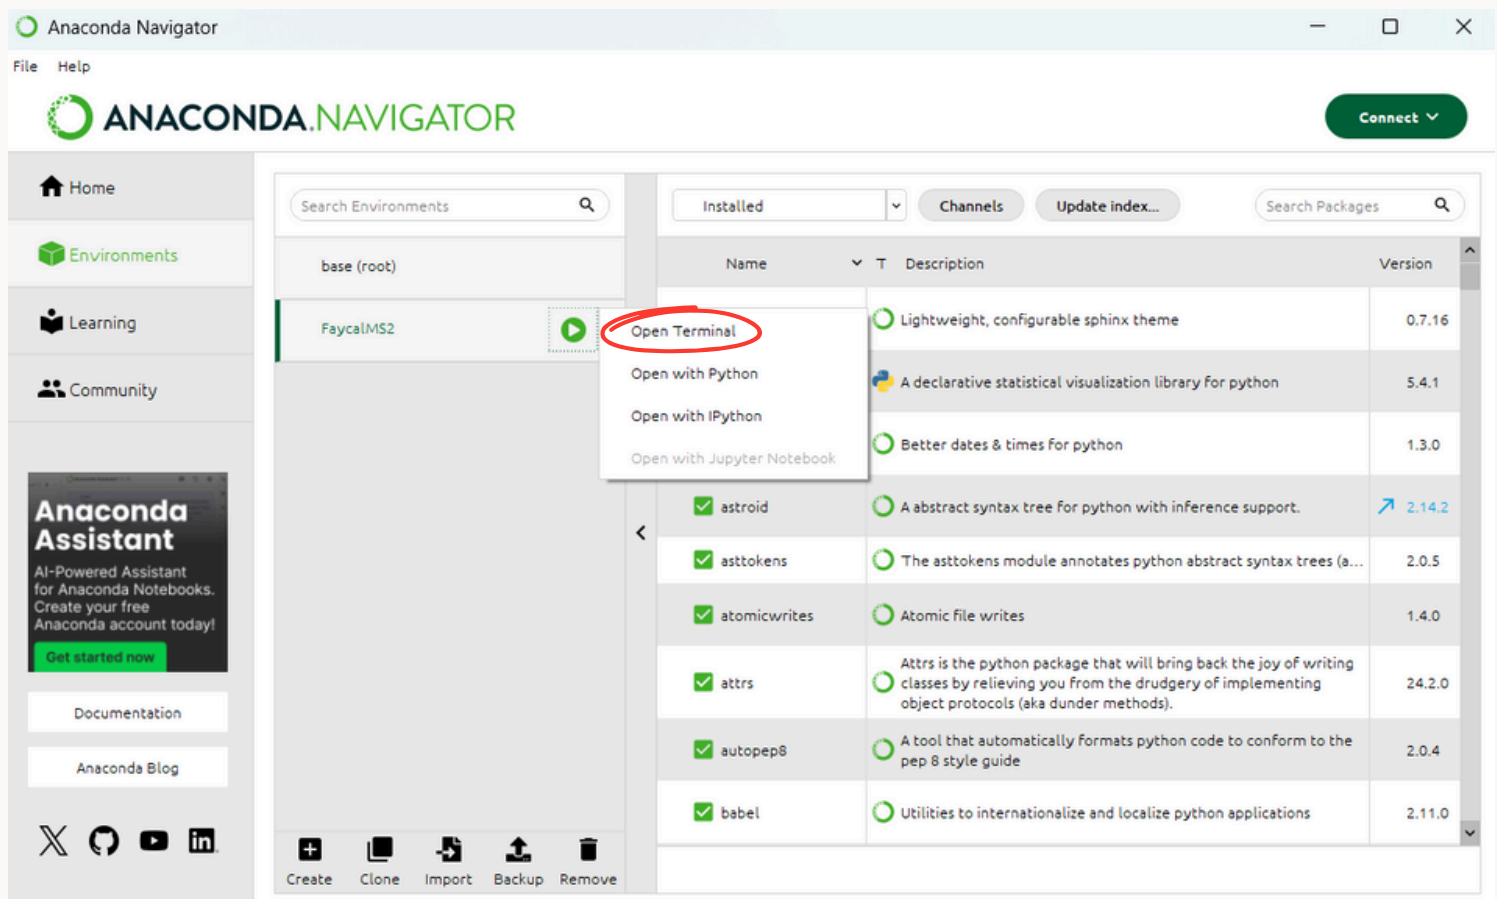 Anaconda Navigator
File Help
ANACONDA.NAVIGATOR
Connect
Home
Environments
Learning
Community
Anaconda
Assistant
AI-Powered Assistant
for Anaconda Notebooks.
Create your free
Anaconda account today!
Get started now
Documentation
Anaconda Blog
Search Environments
base (root)
FaycalMS2
Open Terminal
Open with Python
Open with IPython
Open with Jupyter Notebook
Create Clone Import Backup Remove
Installed Channels Update index... Search Packages
Name T Description Version
Lightweight, configurable sphinx theme 0.7.16
A declarative statistical visualization library for python 5.4.1
Better dates & times for python 1.3.0
astroid A abstract syntax tree for python with inference support. 2.14.2
asttokens The asttokens module annotates python abstract syntax trees (a... 2.0.5
atomicwrites Atomic file writes 1.4.0
Attrs is the python package that will bring back the joy of writing
attrs classes by relieving you from the drudgery of implementing 24.2.0
object protocols (aka dunder methods).
autopep8 A tool that automatically formats python code to conform to the 2.0.4
pep 8 style guide
babel Utilities to internationalize and localize python applications 2.11.0